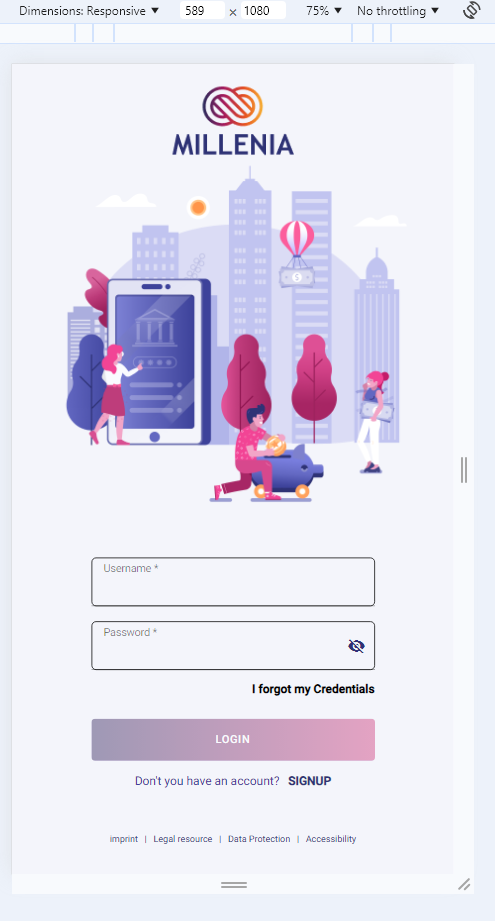 Dimensions: Responsive ▼ 589 × 1080 75% ▼ No throttling ▼
MILLENIA
$
Username *
Password *
I forgot my Credentials
LOGIN
Don't you have an account? SIGNUP
imprint | Legal resource | Data Protection | Accessibility